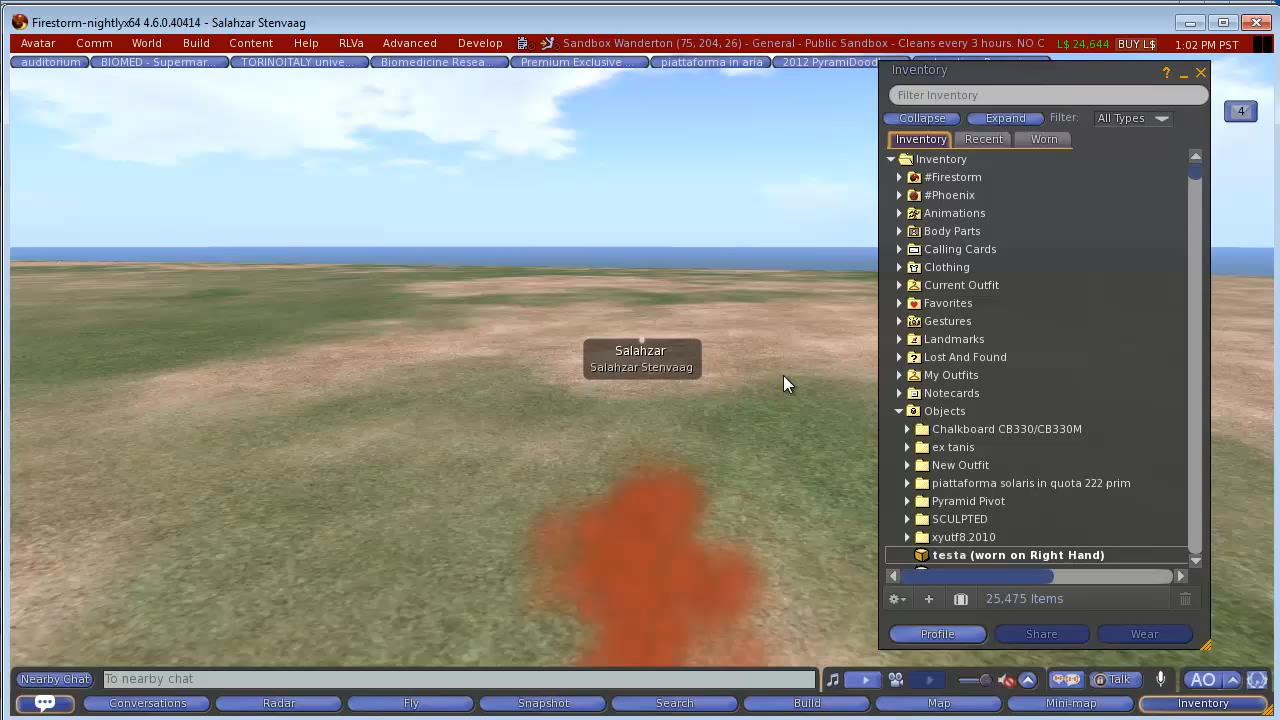 Firestorm-nightlyx64 4.6.0.40414 - Salahzar Stenvaag
Avatar Comm World Build Content Help RLVa Advanced Develop Sandbox Wanderton (75, 204, 26) - General - Public Sandbox - Cleans every 3 hours. NO C L$ 24,644 BUY L$ 1:02 PM PST
auditorium BIOMED - Supermar... TORINOITALY unive... Biomedicine Resea... Premium Exclusive ... piattaforma in aria 2012 PyramiDood
Inventory ?
Filter Inventory
Collapse Expand Filter: All Types
4
Inventory Recent Worn
Inventory
#Firestorm
#Phoenix
Animations
Body Parts
Calling Cards
Clothing
Current Outfit
Favorites
Gestures
Landmarks
Lost And Found
My Outfits
Notecards
Objects
Chalkboard CB330/CB330M
ex tanis
New Outfit
piattaforma solaris in quota 222 prim
Pyramid Pivot
SCULPTED
xyutf8.2010
testa (worn on Right Hand)
25,475 Items
Profile Share Wear
Salahzar
Salahzar Stenvaag
Nearby Chat To nearby chat Talk AO
Conversations Radar Fly Snapshot Search Build Map Mini-map Inventory